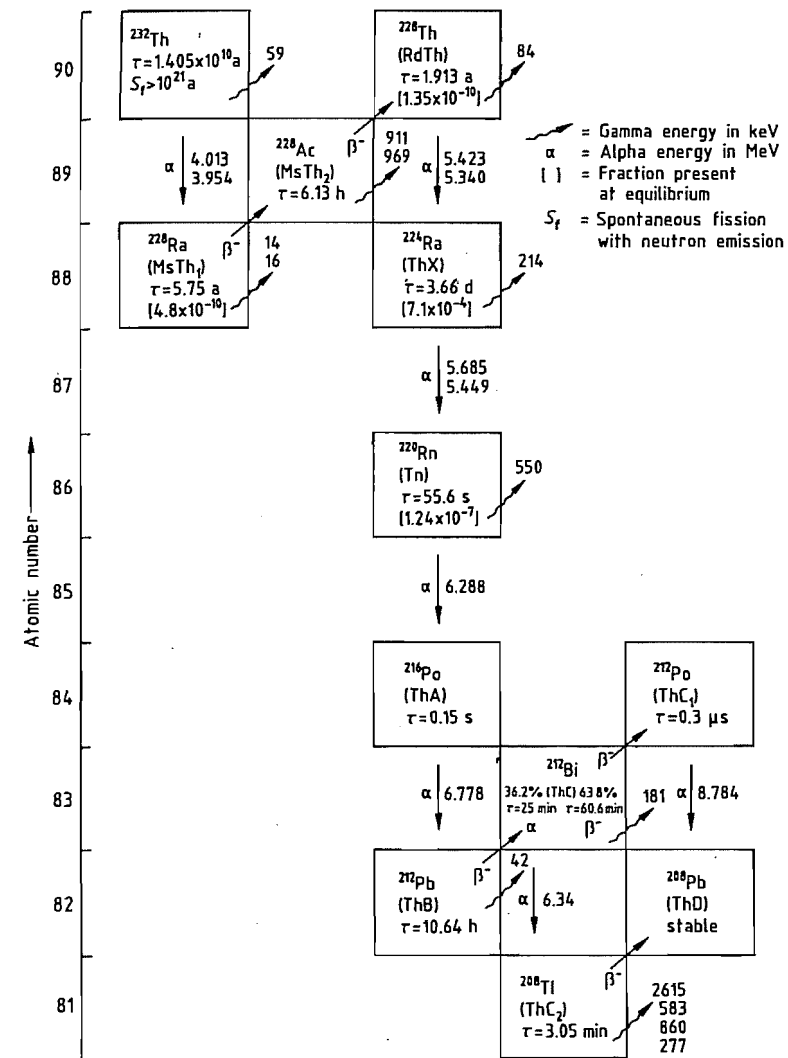 90
²³²Th
τ=1.405x10¹⁰a
S_f>10²¹a
59
²²⁸Th
(RdTh)
τ=1.913 a
[1.35x10⁻¹⁰]
84
= Gamma energy in keV
α = Alpha energy in MeV
[ ] = Fraction present
at equilibrium
S_f = Spontaneous fission
with neutron emission
89
α
4.013
3.954
²²⁸Ac
(MsTh₂)
τ=6.13 h
β⁻
911
969
α
5.423
5.340
88
²²⁸Ra
(MsTh₁)
τ=5.75 a
[4.8x10⁻¹⁰]
β⁻
14
16
²²⁴Ra
(ThX)
τ=3.66 d
[7.1x10⁻⁴]
214
87
α
5.685
5.449
86
²²⁰Rn
(Tn)
τ=55.6 s
[1.24x10⁻⁷]
550
Atomic number
85
α
6.288
84
²¹⁶Po
(ThA)
τ=0.15 s
²¹²Po
(ThC₁)
τ=0.3 µs
83
α
6.778
²¹²Bi
β⁻
36.2% (ThC) 63.8%
τ=25 min τ=60.6min
α
β⁻
181
α
8.784
82
²¹²Pb
(ThB)
τ=10.64 h
β⁻
42
α
6.34
²⁰⁸Pb
(ThD)
stable
81
²⁰⁸Tl
(ThC₂)
τ=3.05 min
β⁻
2615
583
860
277